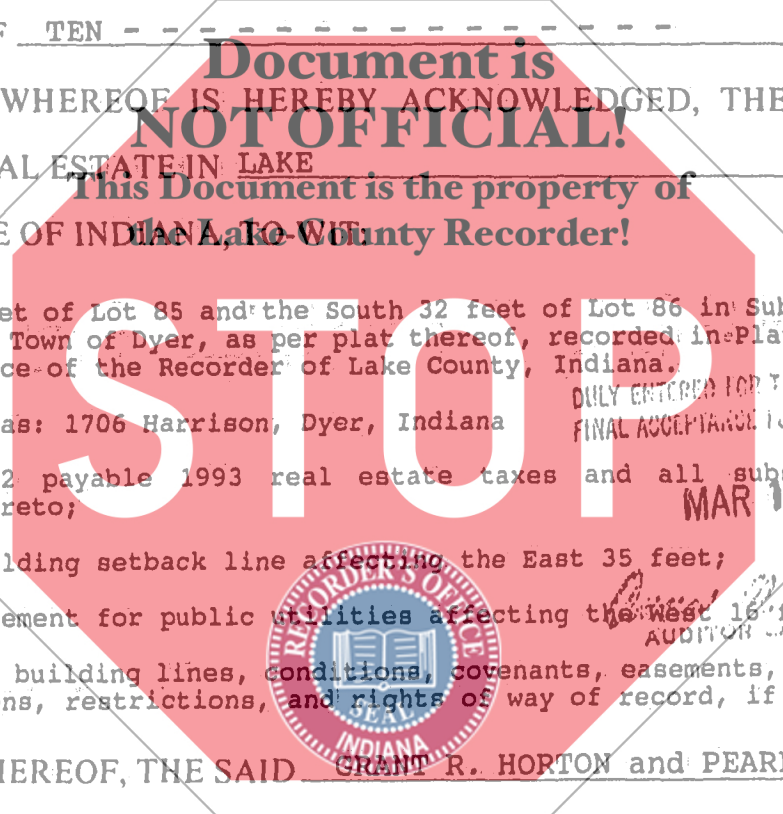 F TEN - - - - - - - - - - - - - - - - -
Document is
WHEREOF IS HEREBY ACKNOWLEDGED, THE
NOT OFFICIAL!
AL ESTATE IN LAKE
This Document is the property of
E OF INDIANA, TO-WIT:
the Lake County Recorder!
et of Lot 85 and the South 32 feet of Lot 86 in Sub
Town of Dyer, as per plat thereof, recorded in Pla
ce of the Recorder of Lake County, Indiana.
DULY ENTERED FOR T
as: 1706 Harrison, Dyer, Indiana
FINAL ACCEPTANCE
STOP
2 payable 1993 real estate taxes and all subs
reto;
MAR 1
lding setback line affecting the East 35 feet;
ement for public utilities affecting the West 16 f
AUDITOR
building lines, conditions, covenants, easements,
ns, restrictions, and rights of way of record, if
RECORDER'S OFFICE
SEAL
INDIANA
HEREOF, THE SAID GRANT R. HORTON and PEARL